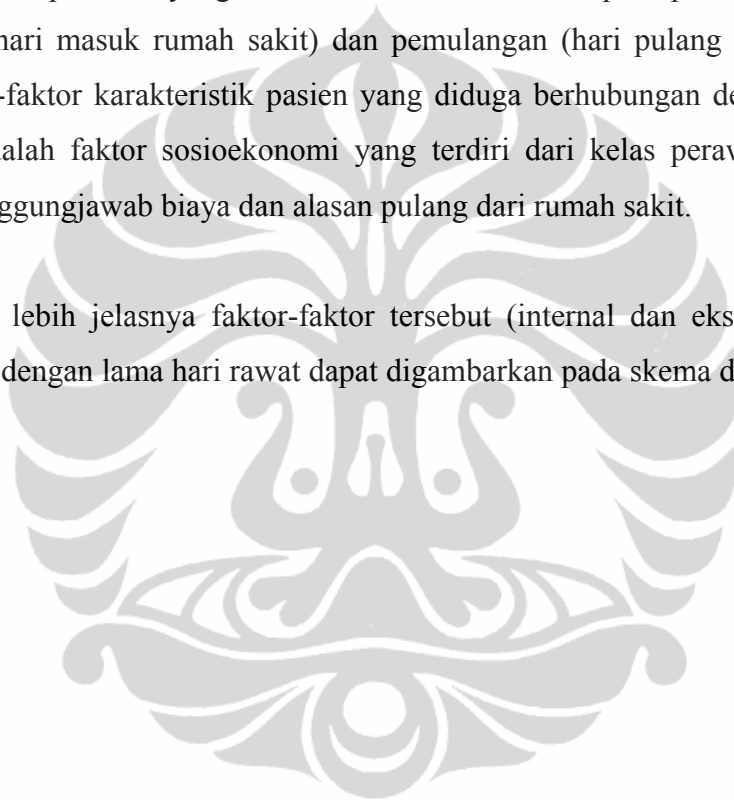 hari masuk rumah sakit) dan pemulangan (hari pulang
-faktor karakteristik pasien yang diduga berhubungan de
alah faktor sosioekonomi yang terdiri dari kelas peraw
ggungjawab biaya dan alasan pulang dari rumah sakit.
lebih jelasnya faktor-faktor tersebut (internal dan eks
dengan lama hari rawat dapat digambarkan pada skema d